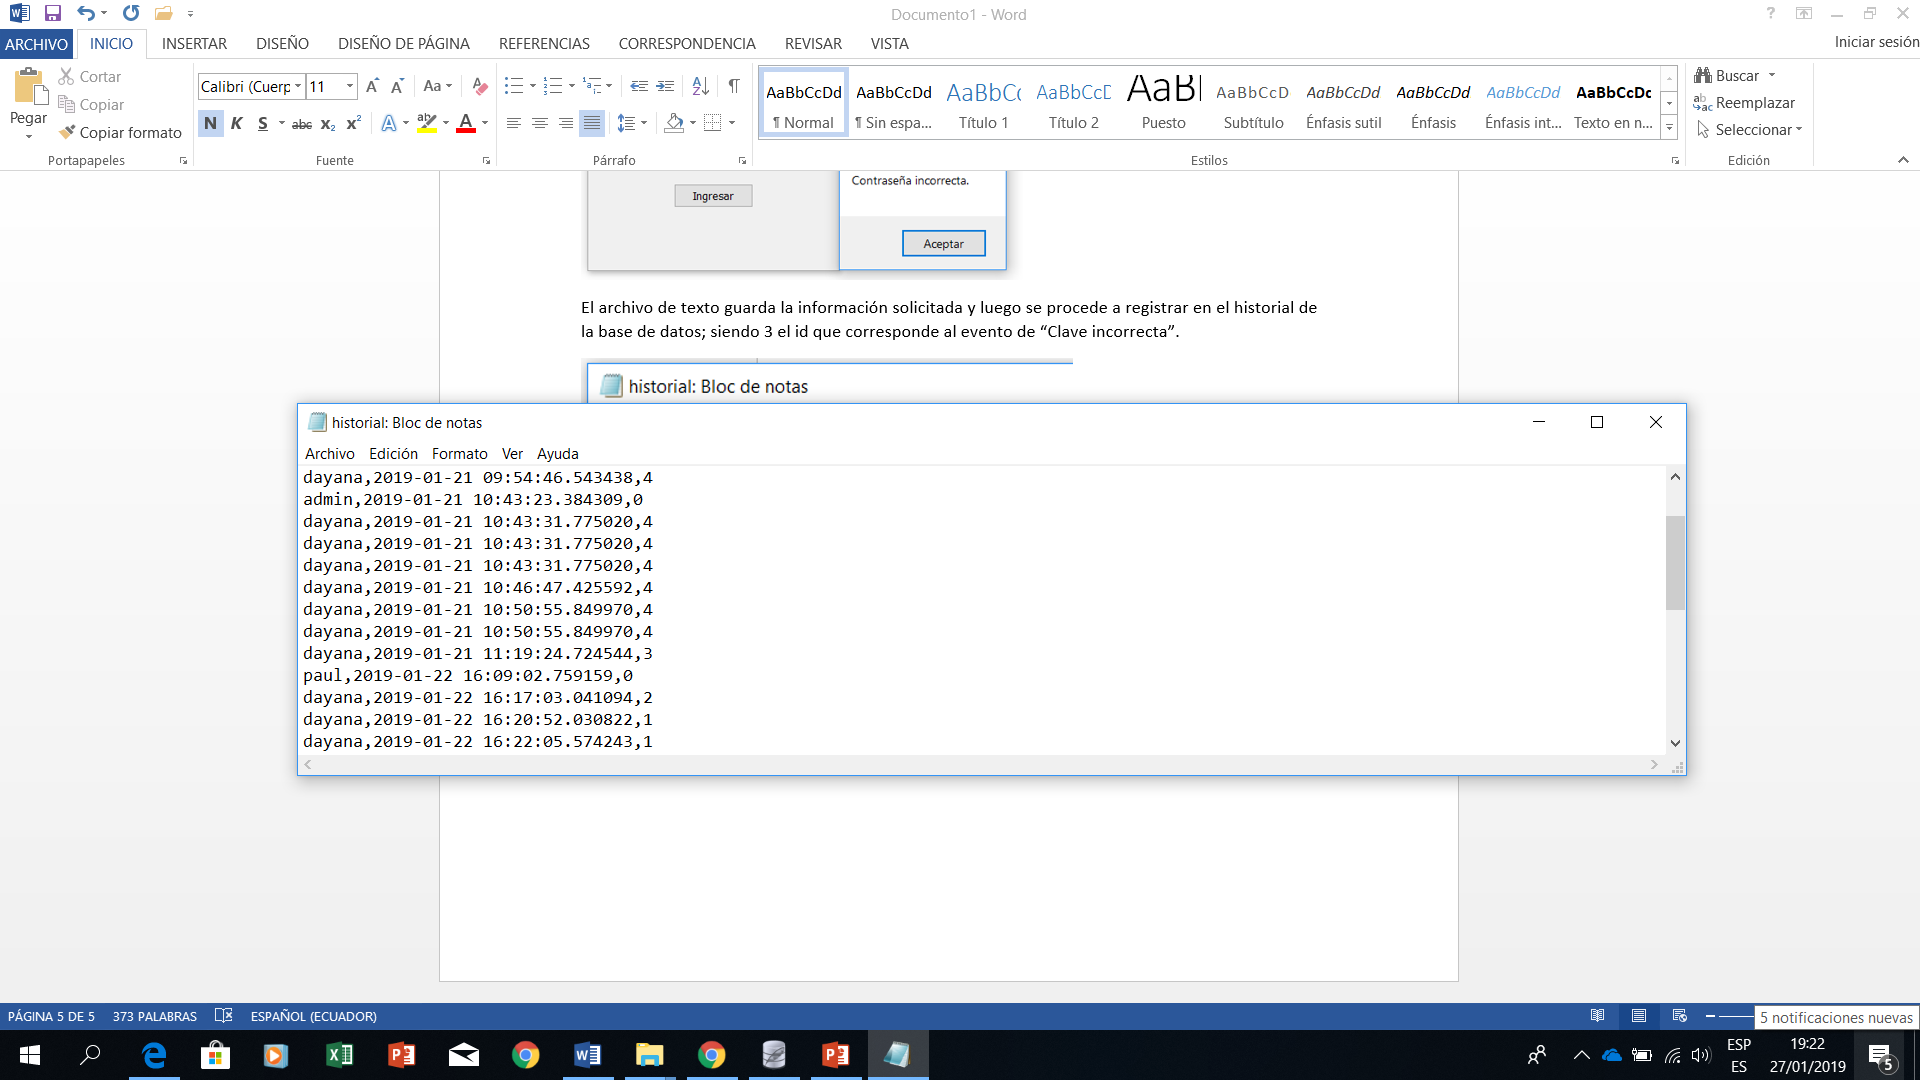 Documento1 - Word
ARCHIVO INICIO INSERTAR DISEÑO DISEÑO DE PÁGINA REFERENCIAS CORRESPONDENCIA REVISAR VISTA Iniciar sesión
Pegar
Cortar
Copiar
Copiar formato
Portapapeles
Calibri (Cuerp 11
Aa
N K S abc x₂ x² A ab A
Fuente
Párrafo
AaBbCcDd AaBbCcDd AaBbCc AaBbCcD AaBl AaBbCcD AaBbCcDd AaBbCcDd AaBbCcDd AaBbCcDc
¶ Normal ¶ Sin espa... Título 1 Título 2 Puesto Subtítulo Énfasis sutil Énfasis Énfasis int... Texto en n...
Estilos
Buscar
Reemplazar
Seleccionar
Edición
Ingresar
Contraseña incorrecta.
Aceptar
El archivo de texto guarda la información solicitada y luego se procede a registrar en el historial de
la base de datos; siendo 3 el id que corresponde al evento de “Clave incorrecta”.
historial: Bloc de notas
historial: Bloc de notas
Archivo Edición Formato Ver Ayuda
dayana,2019-01-21 09:54:46.543438,4
admin,2019-01-21 10:43:23.384309,0
dayana,2019-01-21 10:43:31.775020,4
dayana,2019-01-21 10:43:31.775020,4
dayana,2019-01-21 10:43:31.775020,4
dayana,2019-01-21 10:46:47.425592,4
dayana,2019-01-21 10:50:55.849970,4
dayana,2019-01-21 10:50:55.849970,4
dayana,2019-01-21 11:19:24.724544,3
paul,2019-01-22 16:09:02.759159,0
dayana,2019-01-22 16:17:03.041094,2
dayana,2019-01-22 16:20:52.030822,1
dayana,2019-01-22 16:22:05.574243,1
PÁGINA 5 DE 5 373 PALABRAS ESPAÑOL (ECUADOR)
5 notificaciones nuevas
ESP
ES
19:22
27/01/2019
5